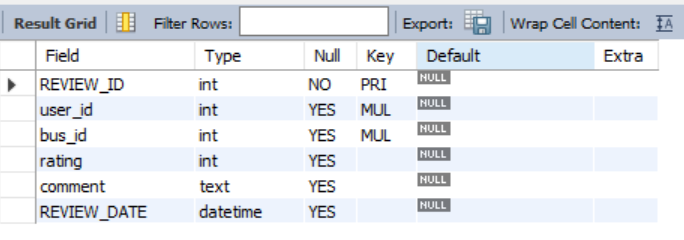 Result Grid Filter Rows: Export: Wrap Cell Content: IA
Field Type Null Key Default Extra
REVIEW_ID int NO PRI NULL
user_id int YES MUL NULL
bus_id int YES MUL NULL
rating int YES NULL
comment text YES NULL
REVIEW_DATE datetime YES NULL